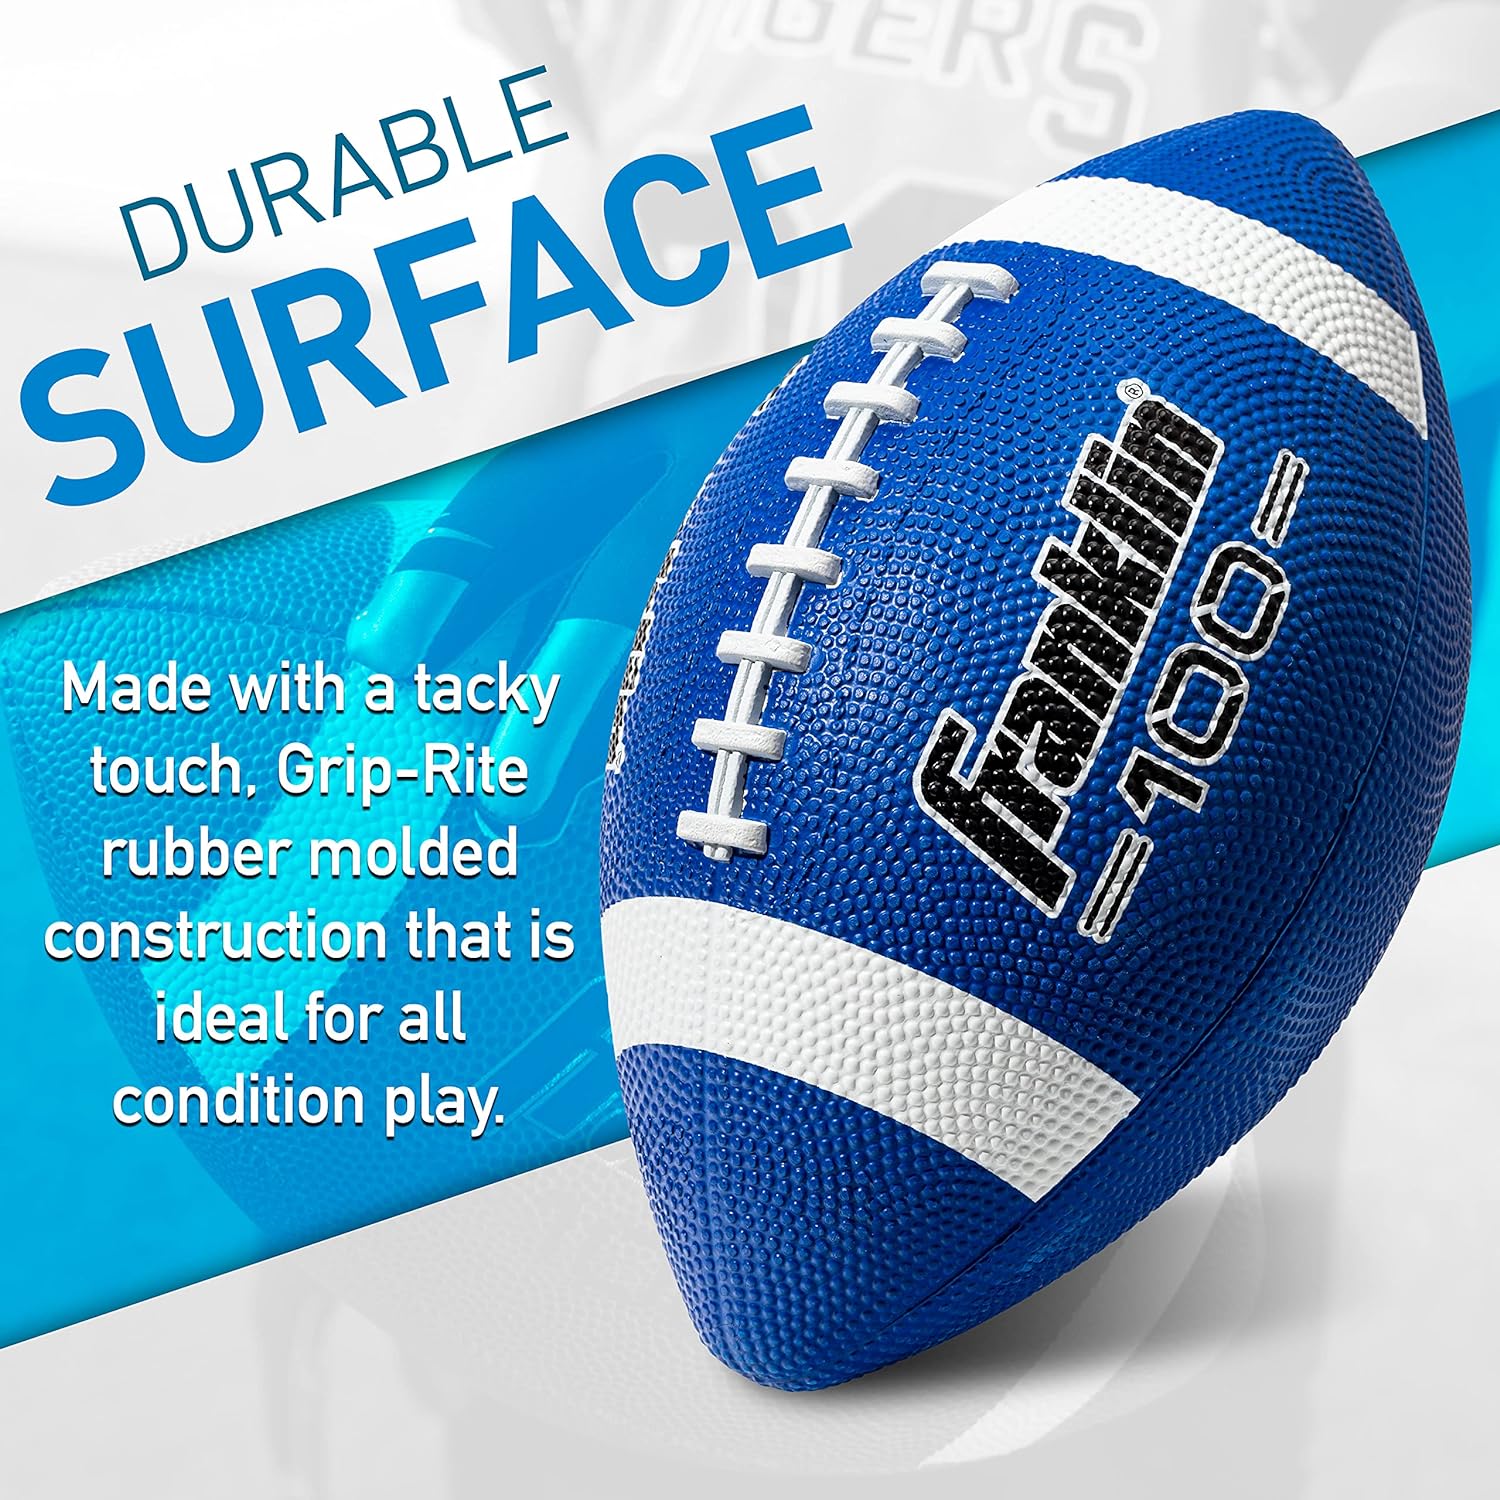 DURABLE
SURFACE
Made with a tacky
touch, Grip-Rite
rubber molded
construction that is
ideal for all
condition play.
franklin®
=100=